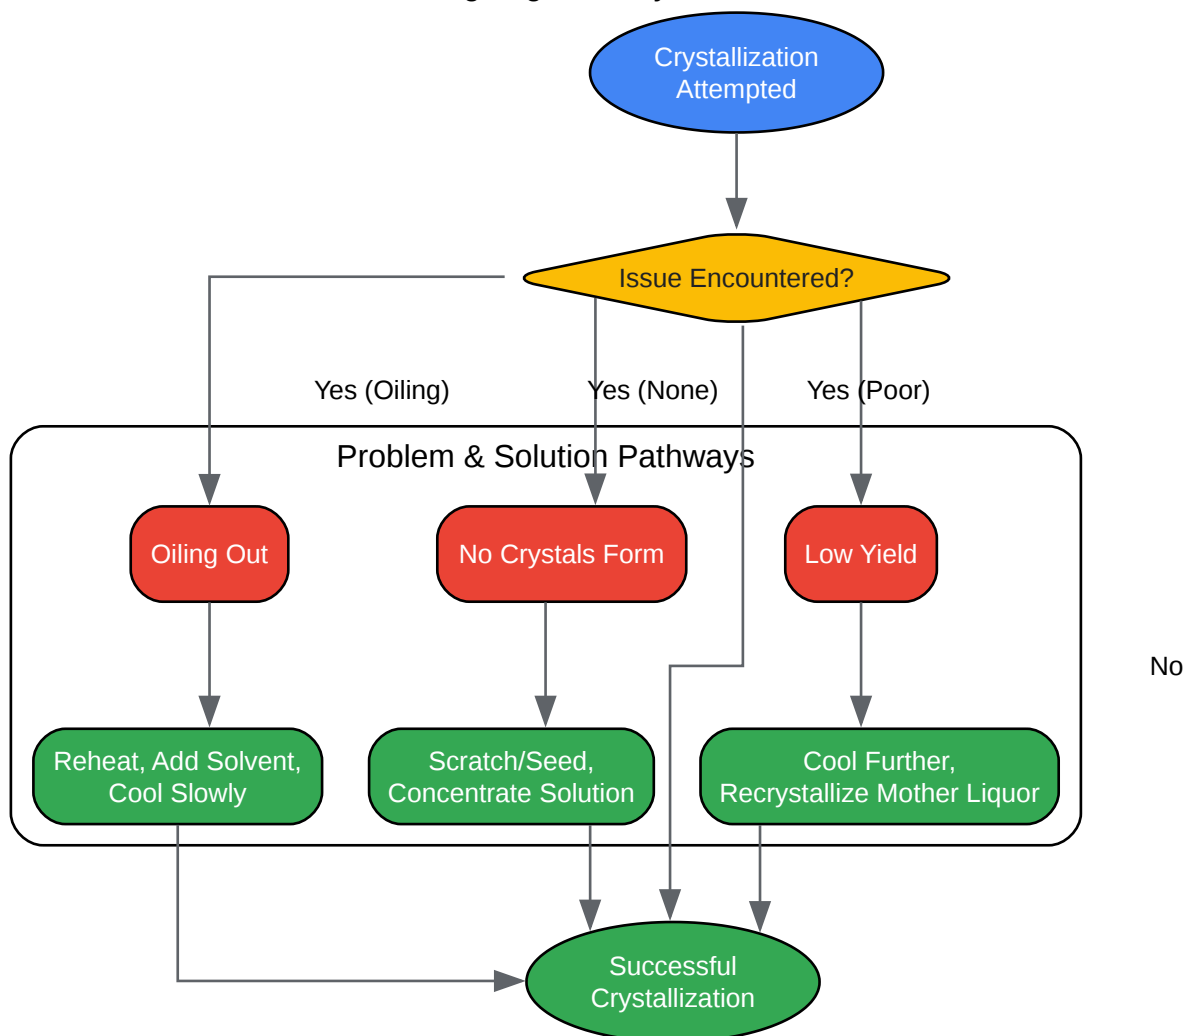 Crystallization
Attempted
Issue Encountered?
Yes (Oiling)
Yes (None)
Yes (Poor)
Problem & Solution Pathways
Oiling Out
No Crystals Form
Low Yield
No
Reheat, Add Solvent,
Cool Slowly
Scratch/Seed,
Concentrate Solution
Cool Further,
Recrystallize Mother Liquor
Successful
Crystallization